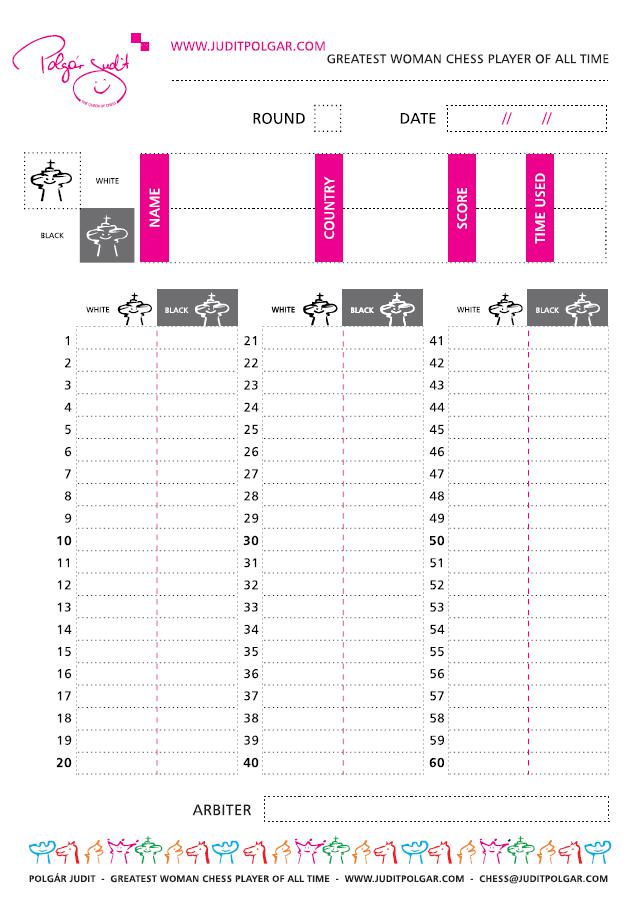 Polgár Judit
THE QUEEN OF CHESS
WWW.JUDITPOLGAR.COM
GREATEST WOMAN CHESS PLAYER OF ALL TIME
ROUND
DATE // //
WHITE
BLACK
NAME
COUNTRY
SCORE
TIME USED
WHITE BLACK WHITE BLACK WHITE BLACK
1 21 41
2 22 42
3 23 43
4 24 44
5 25 45
6 26 46
7 27 47
8 28 48
9 29 49
10 30 50
11 31 51
12 32 52
13 33 53
14 34 54
15 35 55
16 36 56
17 37 57
18 38 58
19 39 59
20 40 60
ARBITER
POLGÁR JUDIT - GREATEST WOMAN CHESS PLAYER OF ALL TIME - WWW.JUDITPOLGAR.COM - CHESS@JUDITPOLGAR.COM